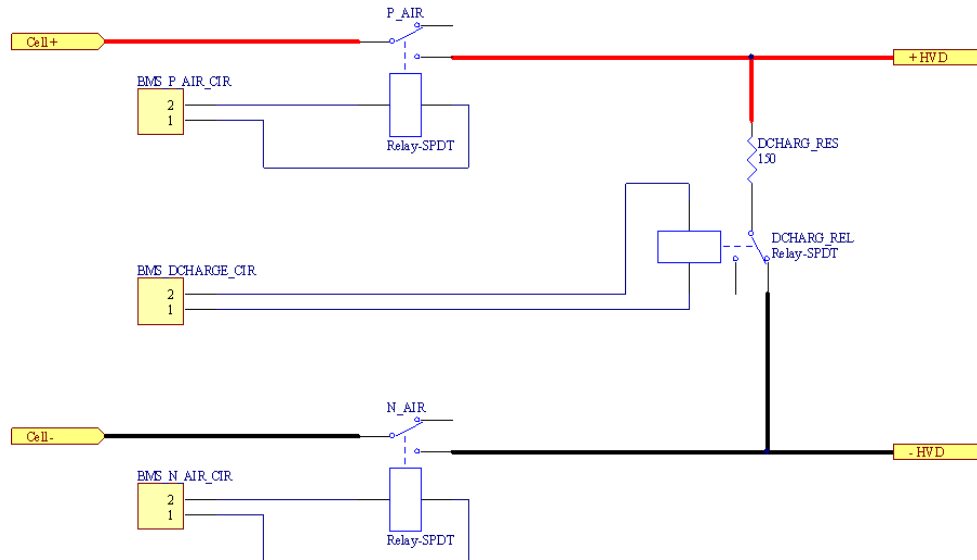 P_AIR
Cell+
+HVD
BMS_P_AIR_CIR
2
1
Relay-SPDT
DCHARG_RES
150
DCHARG_REL
Relay-SPDT
BMS_DCHARGE_CIR
2
1
N_AIR
Cell-
-HVD
BMS_N_AIR_CIR
2
1
Relay-SPDT